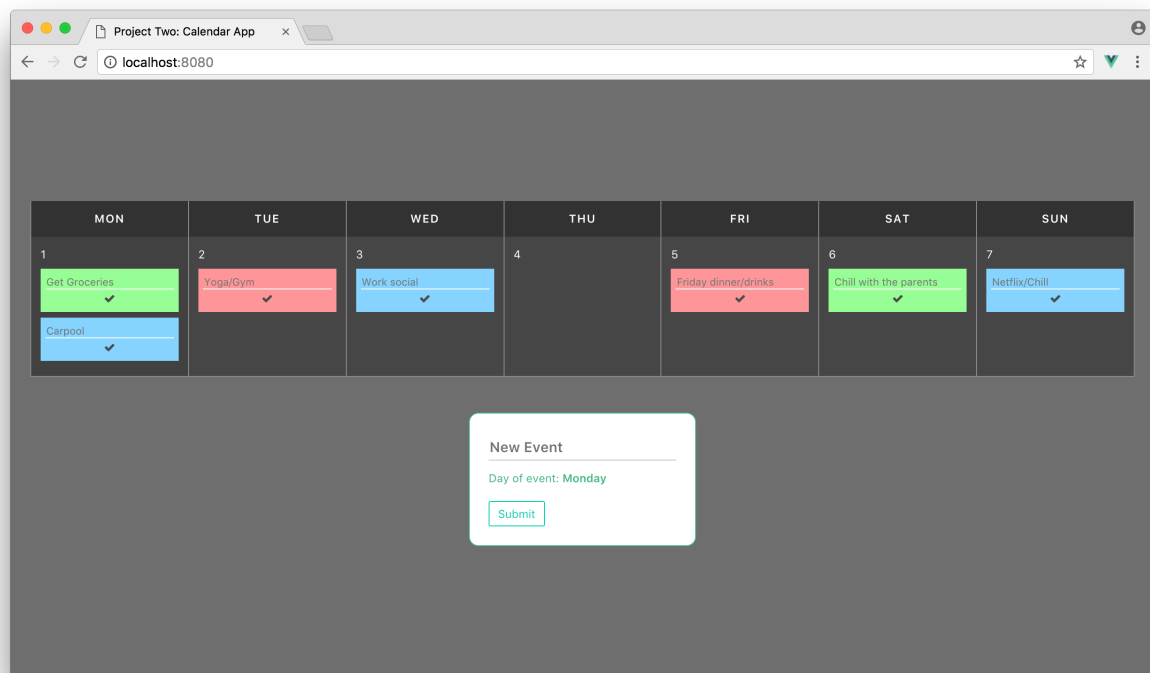 Project Two: Calendar App
localhost:8080
MON TUE WED THU FRI SAT SUN
1 2 3 4 5 6 7
Get Groceries Yoga/Gym Work social Friday dinner/drinks Chill with the parents Netflix/Chill
Carpool
New Event
Day of event: Monday
Submit